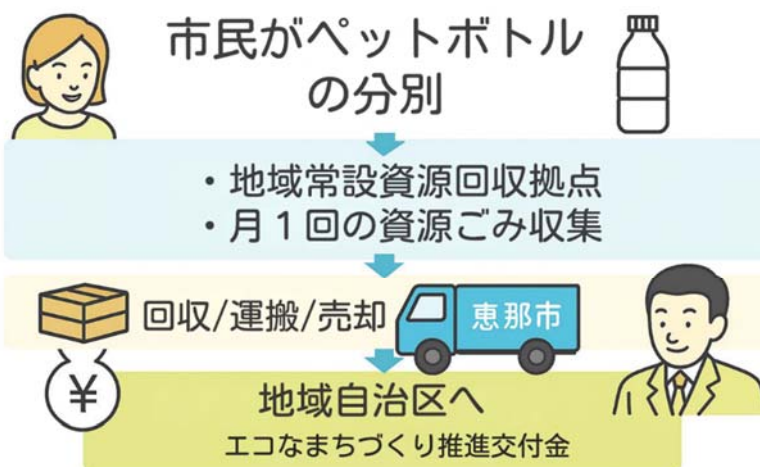 市民がペットボトル
の分別
・地域常設資源回収拠点
・月１回の資源ごみ収集
回収/運搬/売却
恵那市
¥
地域自治区へ
エコなまちづくり推進交付金